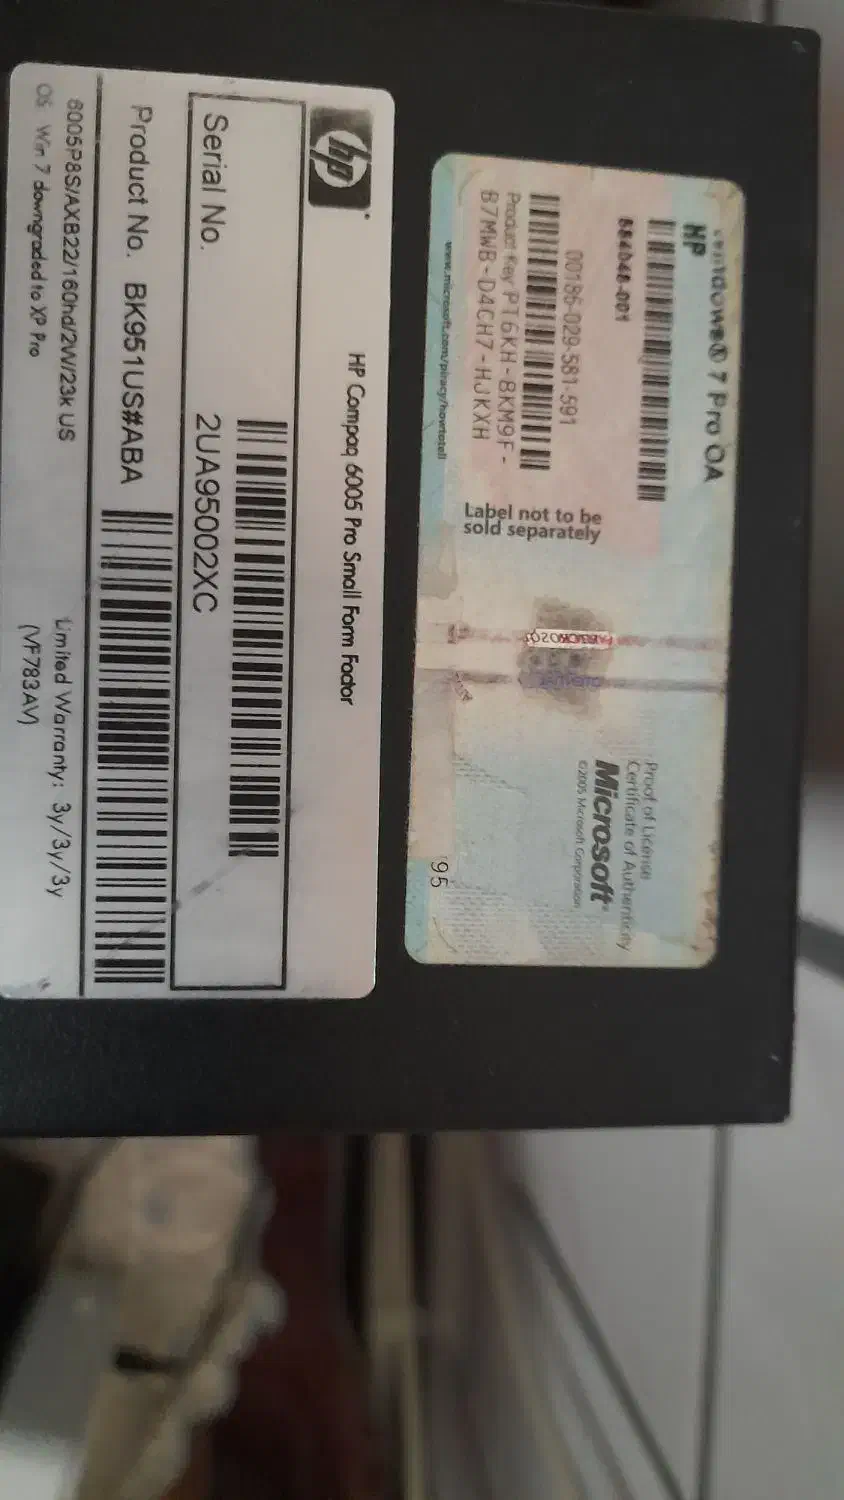 Windows® 7 Pro OA
HP
584048-001
00186-029-581-591
Product Key PT6KH-BKM9F-
B7MWB-D4CH7-HJKXH
www.microsoft.com/piracy/howtotell
Label not to be
sold separately
Proof of License
Certificate of Authenticity
Microsoft®
©2005 Microsoft Corporation
95
hp
HP Compaq 6005 Pro Small Form Factor
Serial No.
2UA95002XC
Product No. BK951US#ABA
6005P8S/AXB22/160hd/2W/23k US
Limited Warranty: 3y/3y/3y
OS Win 7 downgraded to XP Pro
(VF783AV)